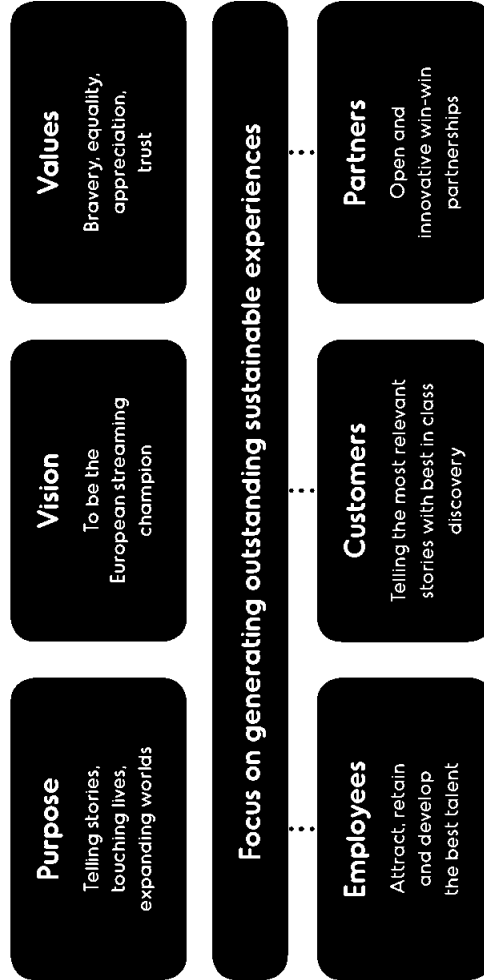 Purpose
Telling stories,
touching lives,
expanding worlds
Vision
To be the
European streaming
champion
Values
Bravery, equality,
appreciation,
trust
Focus on generating outstanding sustainable experiences
Employees
Attract, retain
and develop
the best talent
Customers
Telling the most relevant
stories with best in class
discovery
Partners
Open and
innovative win-win
partnerships